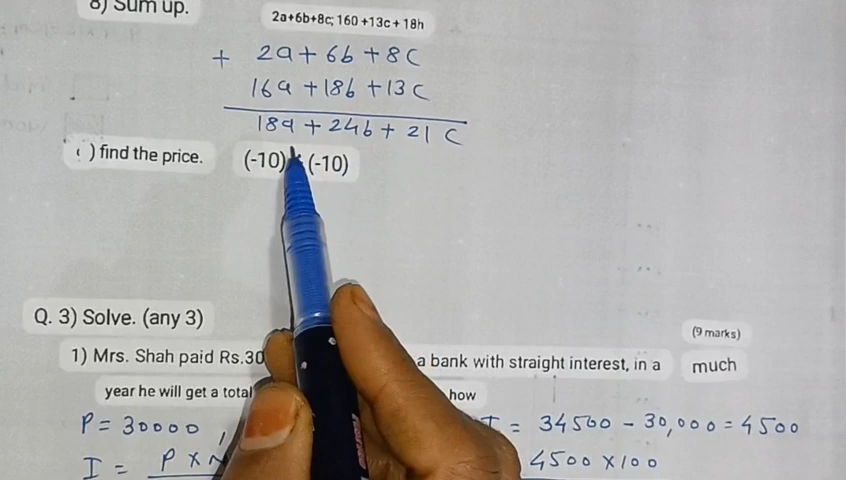 8) Sum up. 2a+6b+8c; 160 +13c + 18h
+ 2a + 6b + 8c
16a + 18b + 13c
18a + 24b + 21c
) find the price. (-10) (-10)
Q. 3) Solve. (any 3)
(9 marks)
1) Mrs. Shah paid Rs.30 a bank with straight interest, in a much
year he will get a total how
P = 30000 , I = 34500 - 30,000 = 4500
I = P X N 4500 X 100